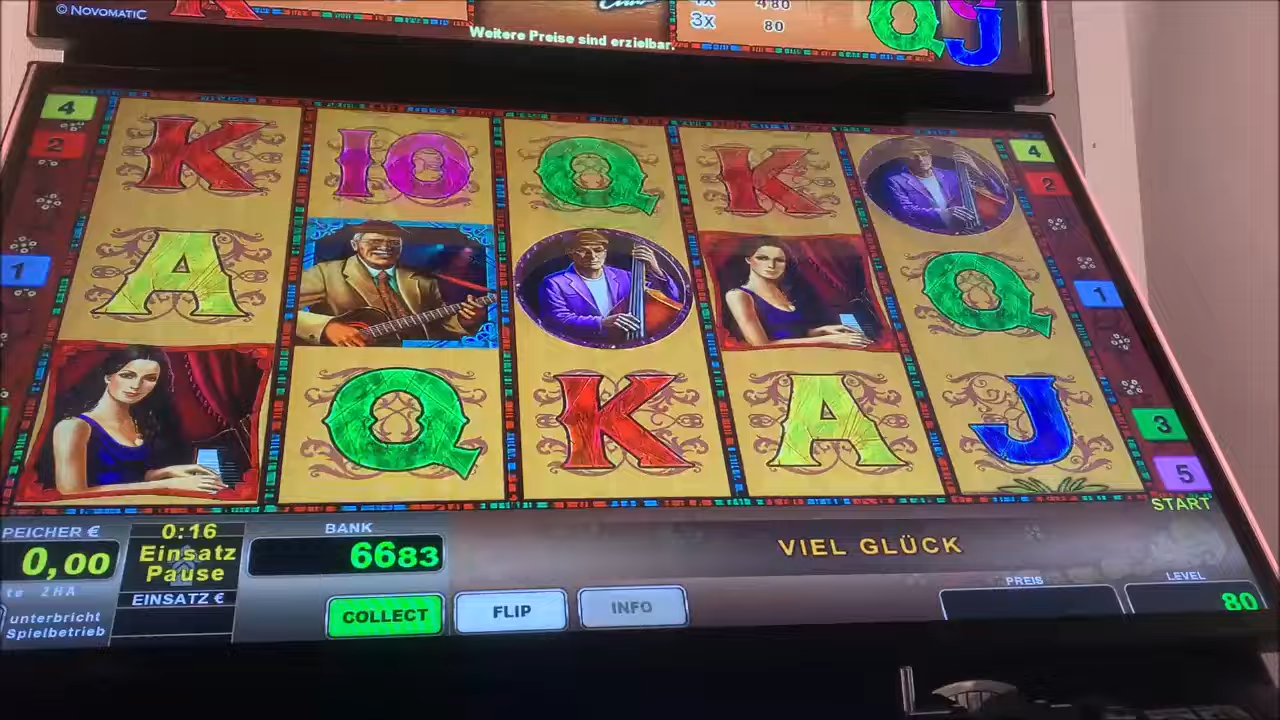 © NOVOMATIC
Weitere Preise sind erzielbar.
4x 480
3x 80
Q
J
4
2
1
K
10
Q
K
A
Q
Q
K
A
J
4
2
1
3
5
START
PEICHER €
0,00
0:16
Einsatz
Pause
EINSATZ €
unterbricht
Spielbetrieb
BANK
6683
VIEL GLÜCK
COLLECT
FLIP
INFO
PREIS
LEVEL
80